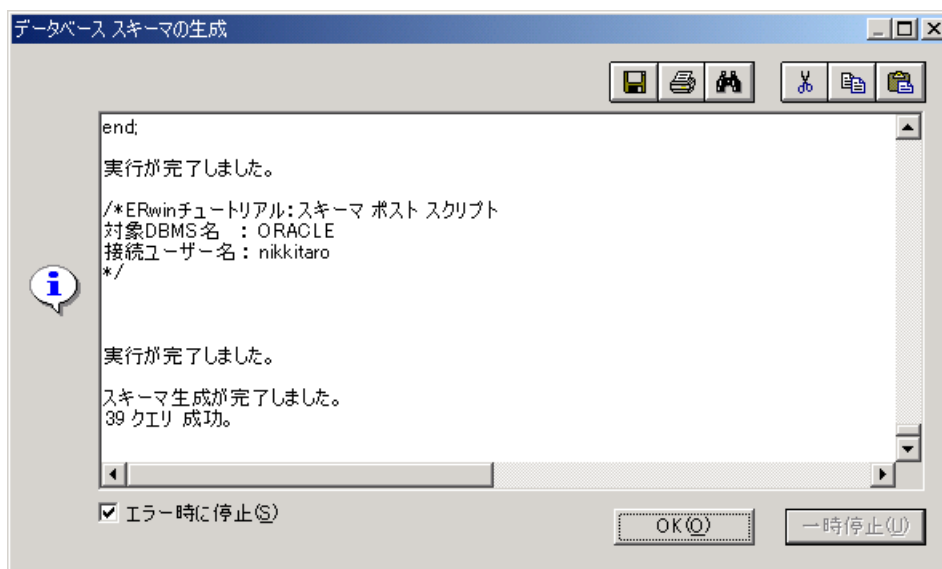 データベース スキーマの生成
end;
実行が完了しました。
/*ERwinチュートリアル：スキーマ ポスト スクリプト
対象DBMS名　：ORACLE
接続ユーザー名：nikkitaro
*/
実行が完了しました。
スキーマ生成が完了しました。
39 クエリ 成功。
エラー時に停止(S)
OK(O)
一時停止(U)